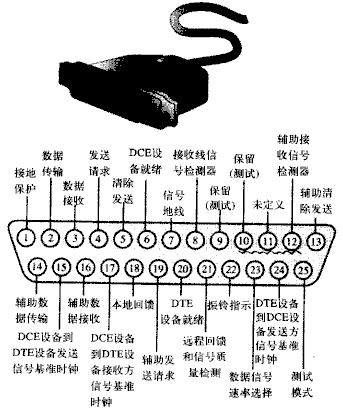 接地
保护
数据
传输
数据
接收
发送
请求
清除
发送
DCE设
备就绪
信号
地线
接收线信
号检测器
保留
(测试)
保留
(测试)
未定义
辅助接
收信号
检测器
辅助清
除发送
1 2 3 4 5 6 7 8 9 10 11 12 13
14 15 16 17 18 19 20 21 22 23 24 25
辅助数
据传输
DCE设备到
DTE设备发送
信号基准时钟
辅助数
据接收
DCE设备
到DTE设
备接收方
信号基准
时钟
本地回馈
辅助发
送请求
DTE
设备就绪
远程回馈
和信号质
量检测
振铃指示
数据信号
速率选择
DTE设备
到DCE设
备发送方
信号基准
时钟
测试
模式